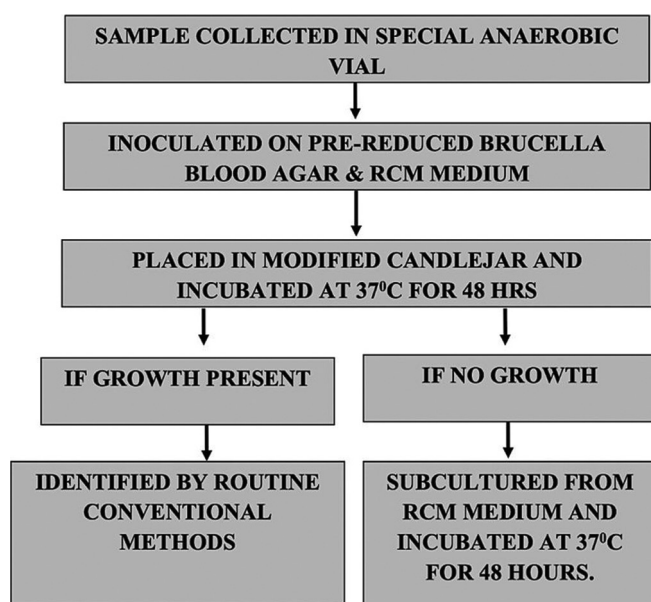 SAMPLE COLLECTED IN SPECIAL ANAEROBIC
VIAL
INOCULATED ON PRE-REDUCED BRUCELLA
BLOOD AGAR & RCM MEDIUM
PLACED IN MODIFIED CANDLEJAR AND
INCUBATED AT 37⁰C FOR 48 HRS
IF GROWTH PRESENT
IF NO GROWTH
IDENTIFIED BY ROUTINE
CONVENTIONAL
METHODS
SUBCULTURED FROM
RCM MEDIUM AND
INCUBATED AT 37⁰C
FOR 48 HOURS.